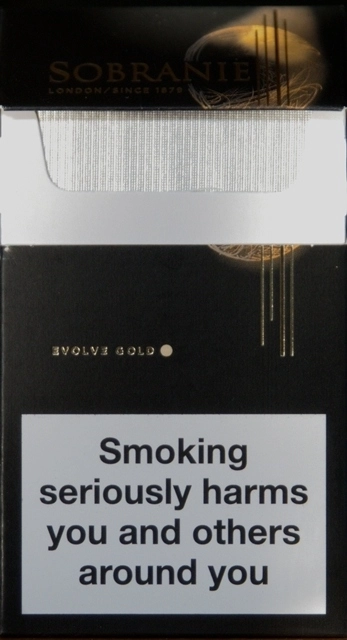 SOBRANIE
LONDON/SINCE 1879
EVOLVE GOLD
Smoking
seriously harms
you and others
around you